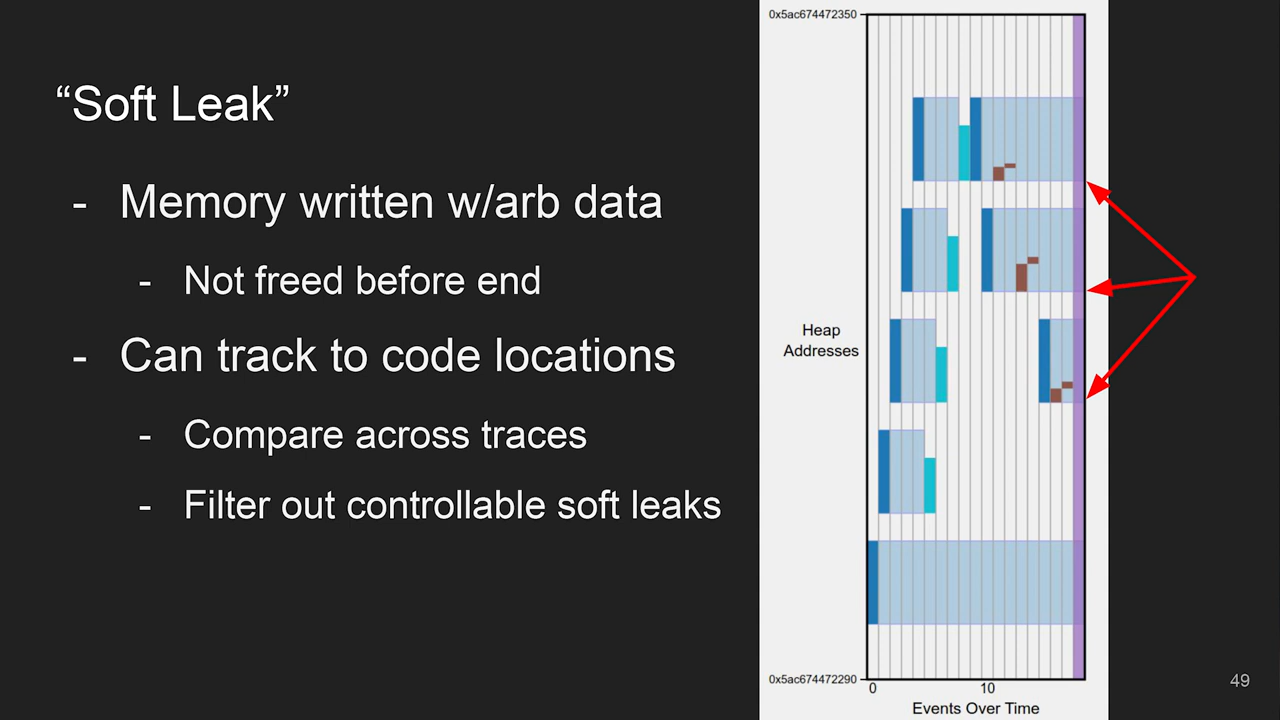 “Soft Leak”
- Memory written w/arb data
- Not freed before end
- Can track to code locations
- Compare across traces
- Filter out controllable soft leaks
0x5ac674472350
Heap
Addresses
0x5ac674472290
0
10
Events Over Time
49